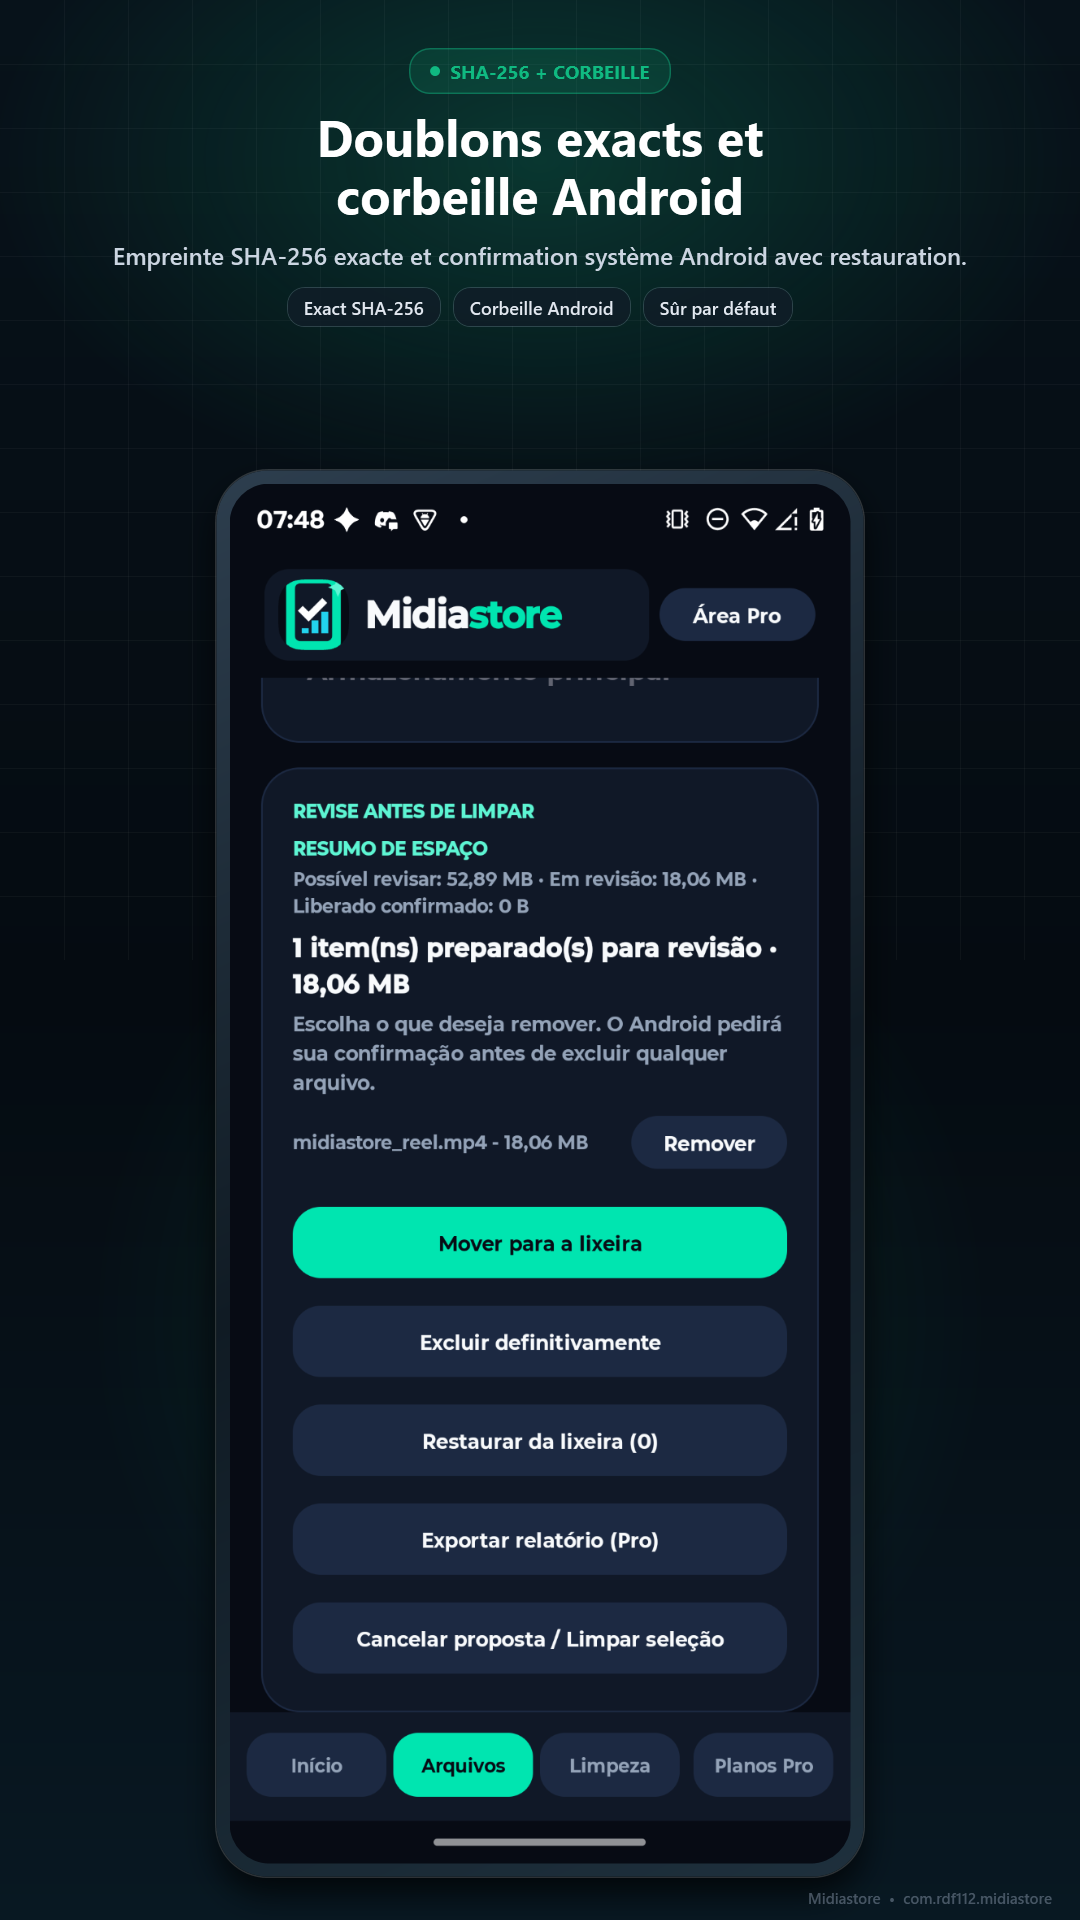 SHA-256 + CORBEILLE
Doublons exacts et
corbeille Android
Empreinte SHA-256 exacte et confirmation système Android avec restauration.
Exact SHA-256
Corbeille Android
Sûr par défaut
07:48
Midiastore
Área Pro
Armazenamento principal
REVISE ANTES DE LIMPAR
RESUMO DE ESPAÇO
Possível revisar: 52,89 MB · Em revisão: 18,06 MB ·
Liberado confirmado: 0 B
1 item(ns) preparado(s) para revisão ·
18,06 MB
Escolha o que deseja remover. O Android pedirá
sua confirmação antes de excluir qualquer
arquivo.
midiastore_reel.mp4 - 18,06 MB
Remover
Mover para a lixeira
Excluir definitivamente
Restaurar da lixeira (0)
Exportar relatório (Pro)
Cancelar proposta / Limpar seleção
Início
Arquivos
Limpeza
Planos Pro
Midiastore • com.rdf112.midiastore